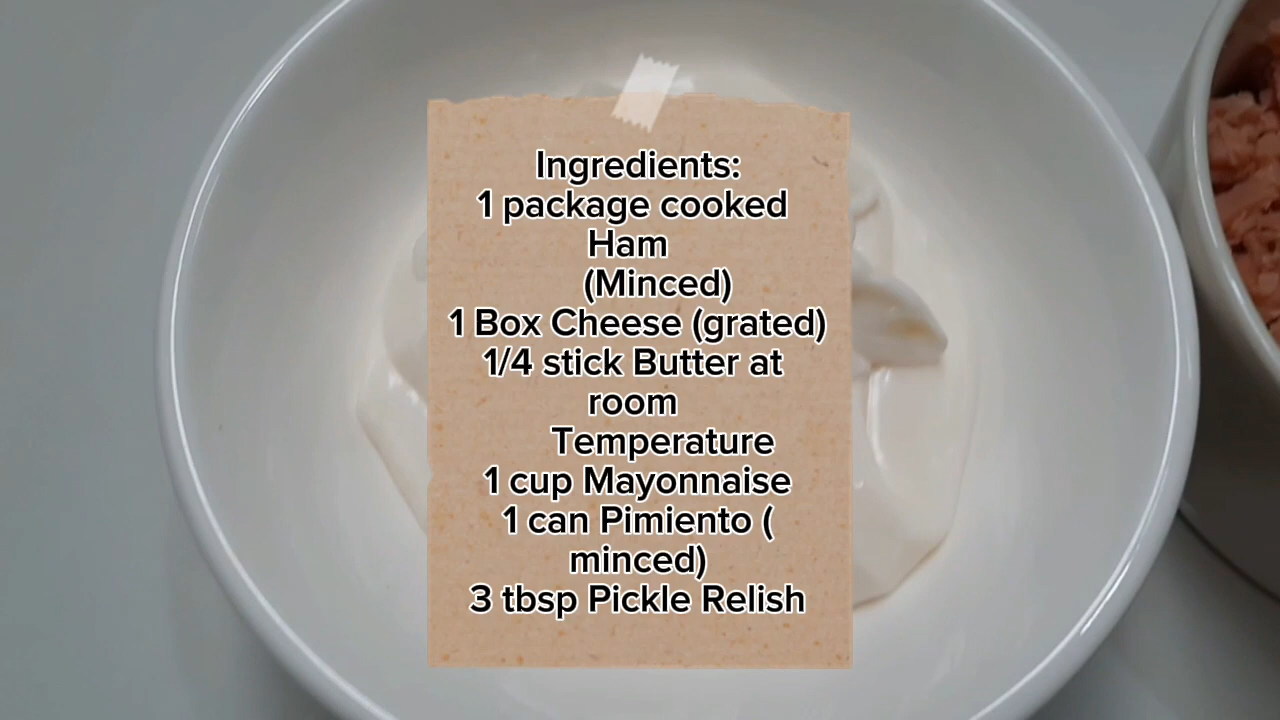 Ingredients:
1 package cooked
Ham
(Minced)
1 Box Cheese (grated)
1/4 stick Butter at
room
Temperature
1 cup Mayonnaise
1 can Pimiento (
minced)
3 tbsp Pickle Relish